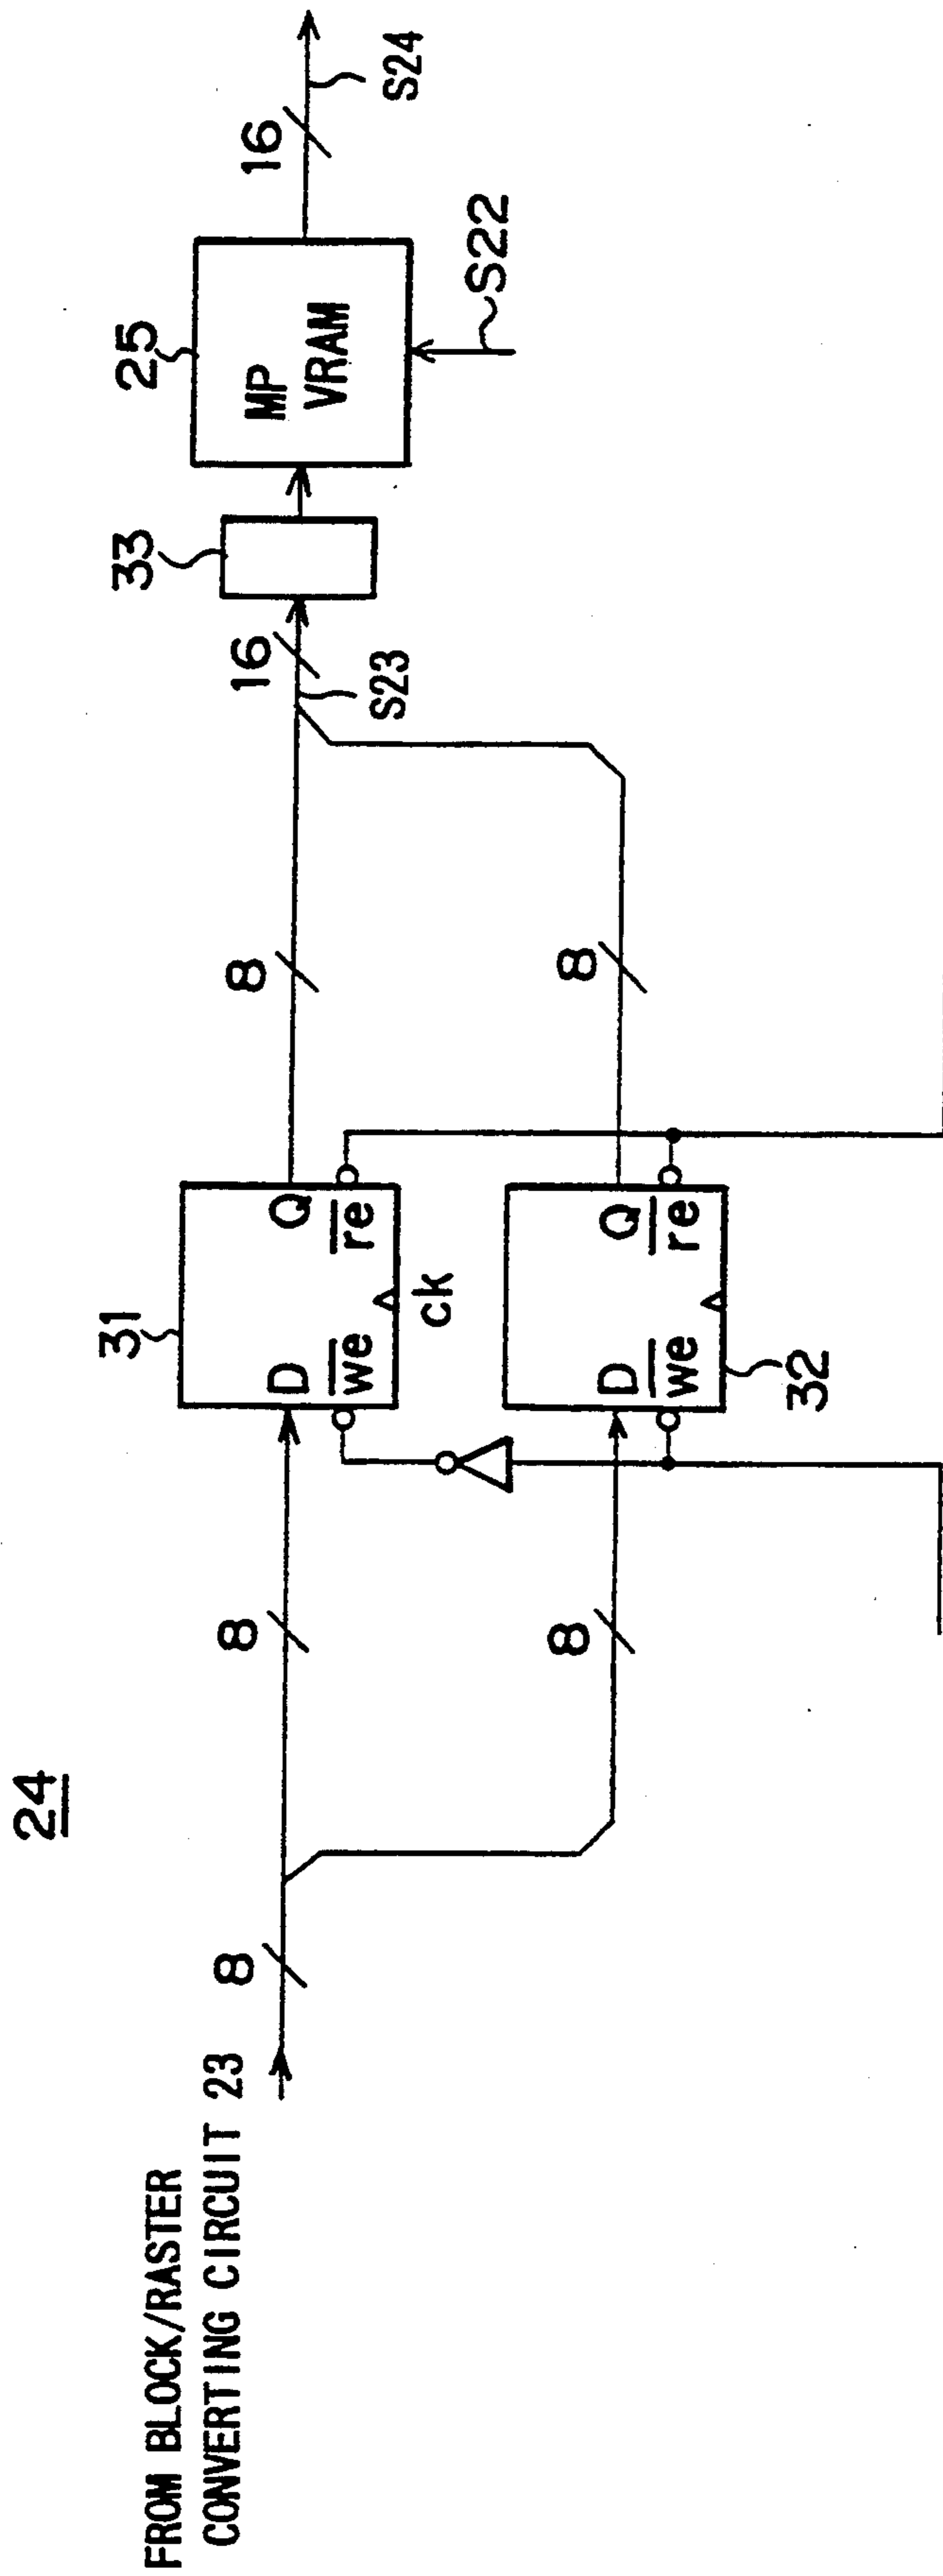 24
FROM BLOCK/RASTER
CONVERTING CIRCUIT 23
8
8
8
31
D
Q
we
re
ck
8
16
S23
33
25
MP
VRAM
S22
16
S24
D
Q
we
re
32
8